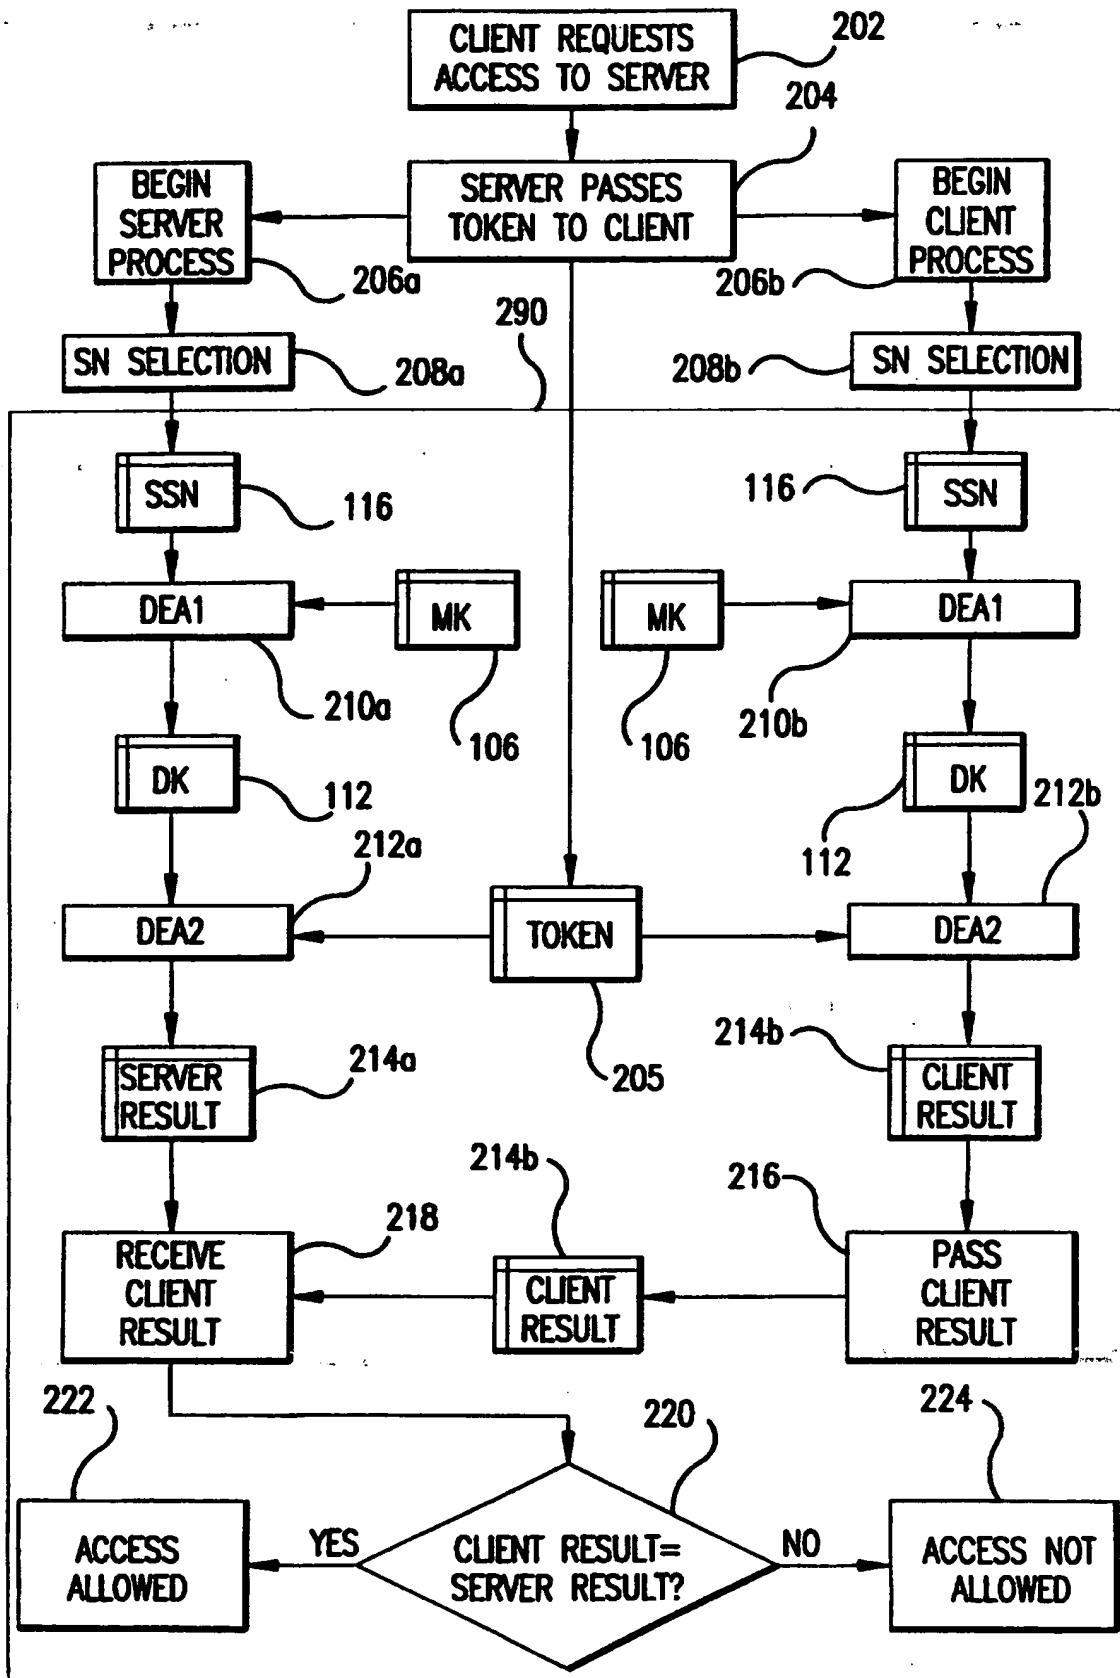 CLIENT REQUESTS
ACCESS TO SERVER
202
204
SERVER PASSES
TOKEN TO CLIENT
BEGIN
SERVER
PROCESS
206a
BEGIN
CLIENT
PROCESS
206b
290
SN SELECTION
208a
SN SELECTION
208b
SSN
116
SSN
116
DEA1
210a
MK
106
MK
106
DEA1
210b
DK
112
DK
112
212a
212b
DEA2
TOKEN
205
DEA2
SERVER
RESULT
214a
CLIENT
RESULT
214b
RECEIVE
CLIENT
RESULT
218
CLIENT
RESULT
214b
PASS
CLIENT
RESULT
216
222
220
224
ACCESS
ALLOWED
YES
CLIENT RESULT=
SERVER RESULT?
NO
ACCESS NOT
ALLOWED